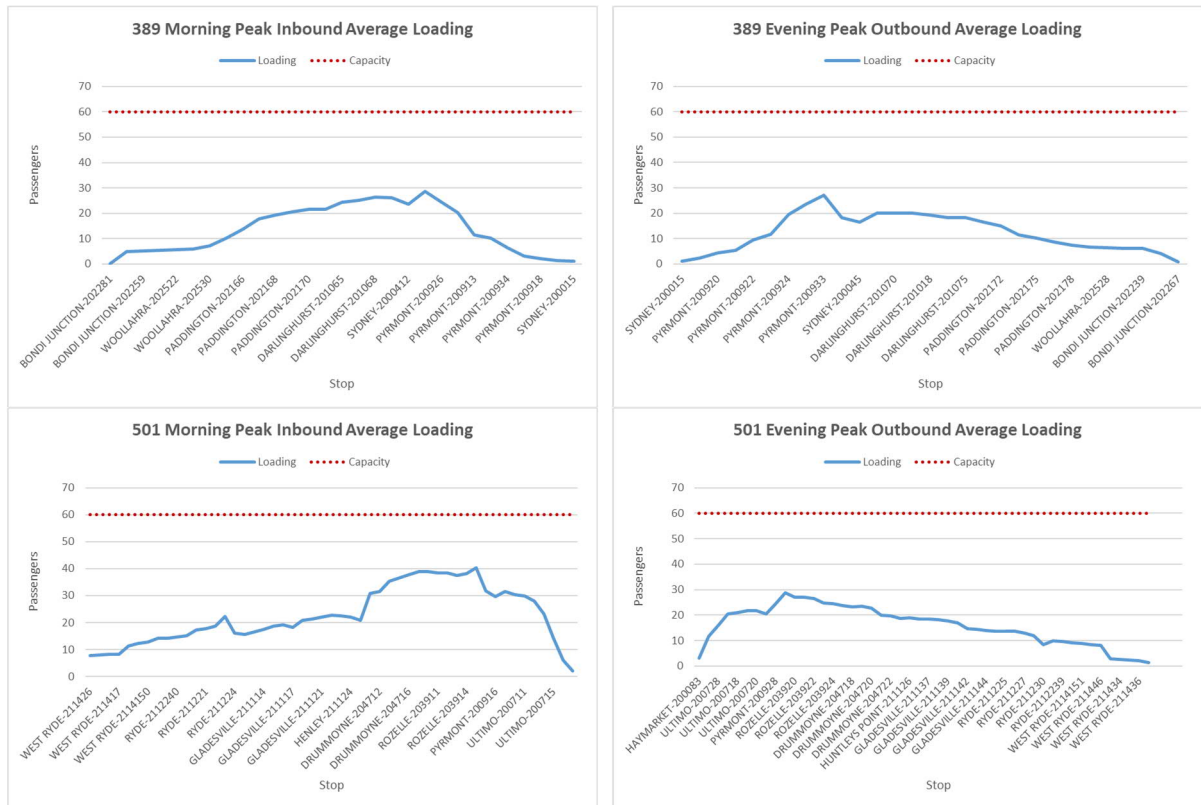 389 Morning Peak Inbound Average Loading
Loading
Capacity
70
60
50
40
30
20
10
0
Passengers
BONDI JUNCTION-202281
BONDI JUNCTION-202259
WOOLLAHRA-202522
WOOLLAHRA-202530
PADDINGTON-202166
PADDINGTON-202168
PADDINGTON-202170
DARLINGHURST-201065
DARLINGHURST-201068
SYDNEY-2000412
PYRMONT-200926
PYRMONT-200913
PYRMONT-200934
PYRMONT-200918
SYDNEY-200015
Stop
389 Evening Peak Outbound Average Loading
Loading
Capacity
70
60
50
40
30
20
10
0
Passengers
SYDNEY-200015
PYRMONT-200920
PYRMONT-200922
PYRMONT-200924
PYRMONT-200933
SYDNEY-200045
DARLINGHURST-201070
DARLINGHURST-201018
DARLINGHURST-201075
PADDINGTON-202172
PADDINGTON-202175
PADDINGTON-202178
WOOLLAHRA-202528
BONDI JUNCTION-202239
BONDI JUNCTION-202267
Stop
501 Morning Peak Inbound Average Loading
Loading
Capacity
70
60
50
40
30
20
10
0
Passengers
WEST RYDE-211426
WEST RYDE-211417
WEST RYDE-2114150
RYDE-2112240
RYDE-211221
RYDE-211224
GLADESVILLE-211114
GLADESVILLE-211117
GLADESVILLE-211121
HENLEY-211124
DRUMMOYNE-204712
DRUMMOYNE-204716
ROZELLE-203911
ROZELLE-203914
PYRMONT-200916
ULTIMO-200711
ULTIMO-200715
Stop
501 Evening Peak Outbound Average Loading
Loading
Capacity
70
60
50
40
30
20
10
0
Passengers
HAYMARKET-200083
ULTIMO-200728
ULTIMO-200718
ULTIMO-200720
PYRMONT-200928
ROZELLE-203920
ROZELLE-203922
ROZELLE-203924
DRUMMOYNE-204718
DRUMMOYNE-204720
DRUMMOYNE-204722
HUNTLEYS POINT-211126
GLADESVILLE-211137
GLADESVILLE-211139
GLADESVILLE-211142
GLADESVILLE-211144
RYDE-211225
RYDE-211227
RYDE-211230
RYDE-2112239
WEST RYDE-2114151
WEST RYDE-211446
WEST RYDE-211434
WEST RYDE-211436
Stop